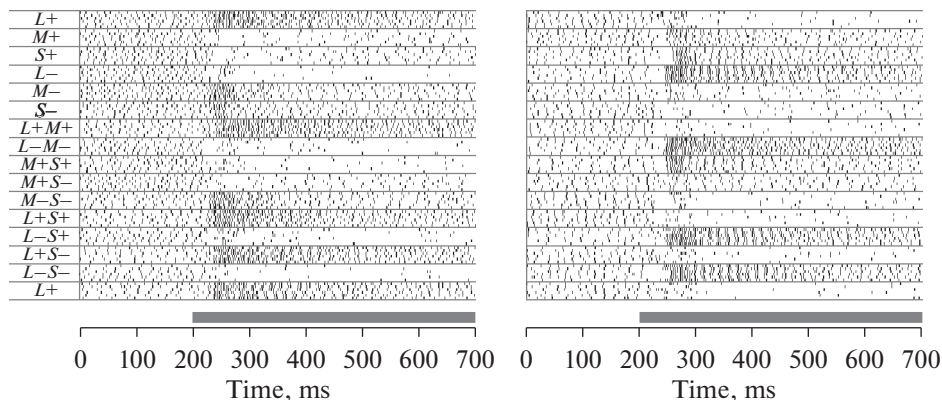 L+
M+
S+
L−
M−
S−
L+M+
L−M−
M+S+
M+S−
M−S−
L+S+
L−S+
L+S−
L−S−
L+
0 100 200 300 400 500 600 700
Time, ms
0 100 200 300 400 500 600 700
Time, ms